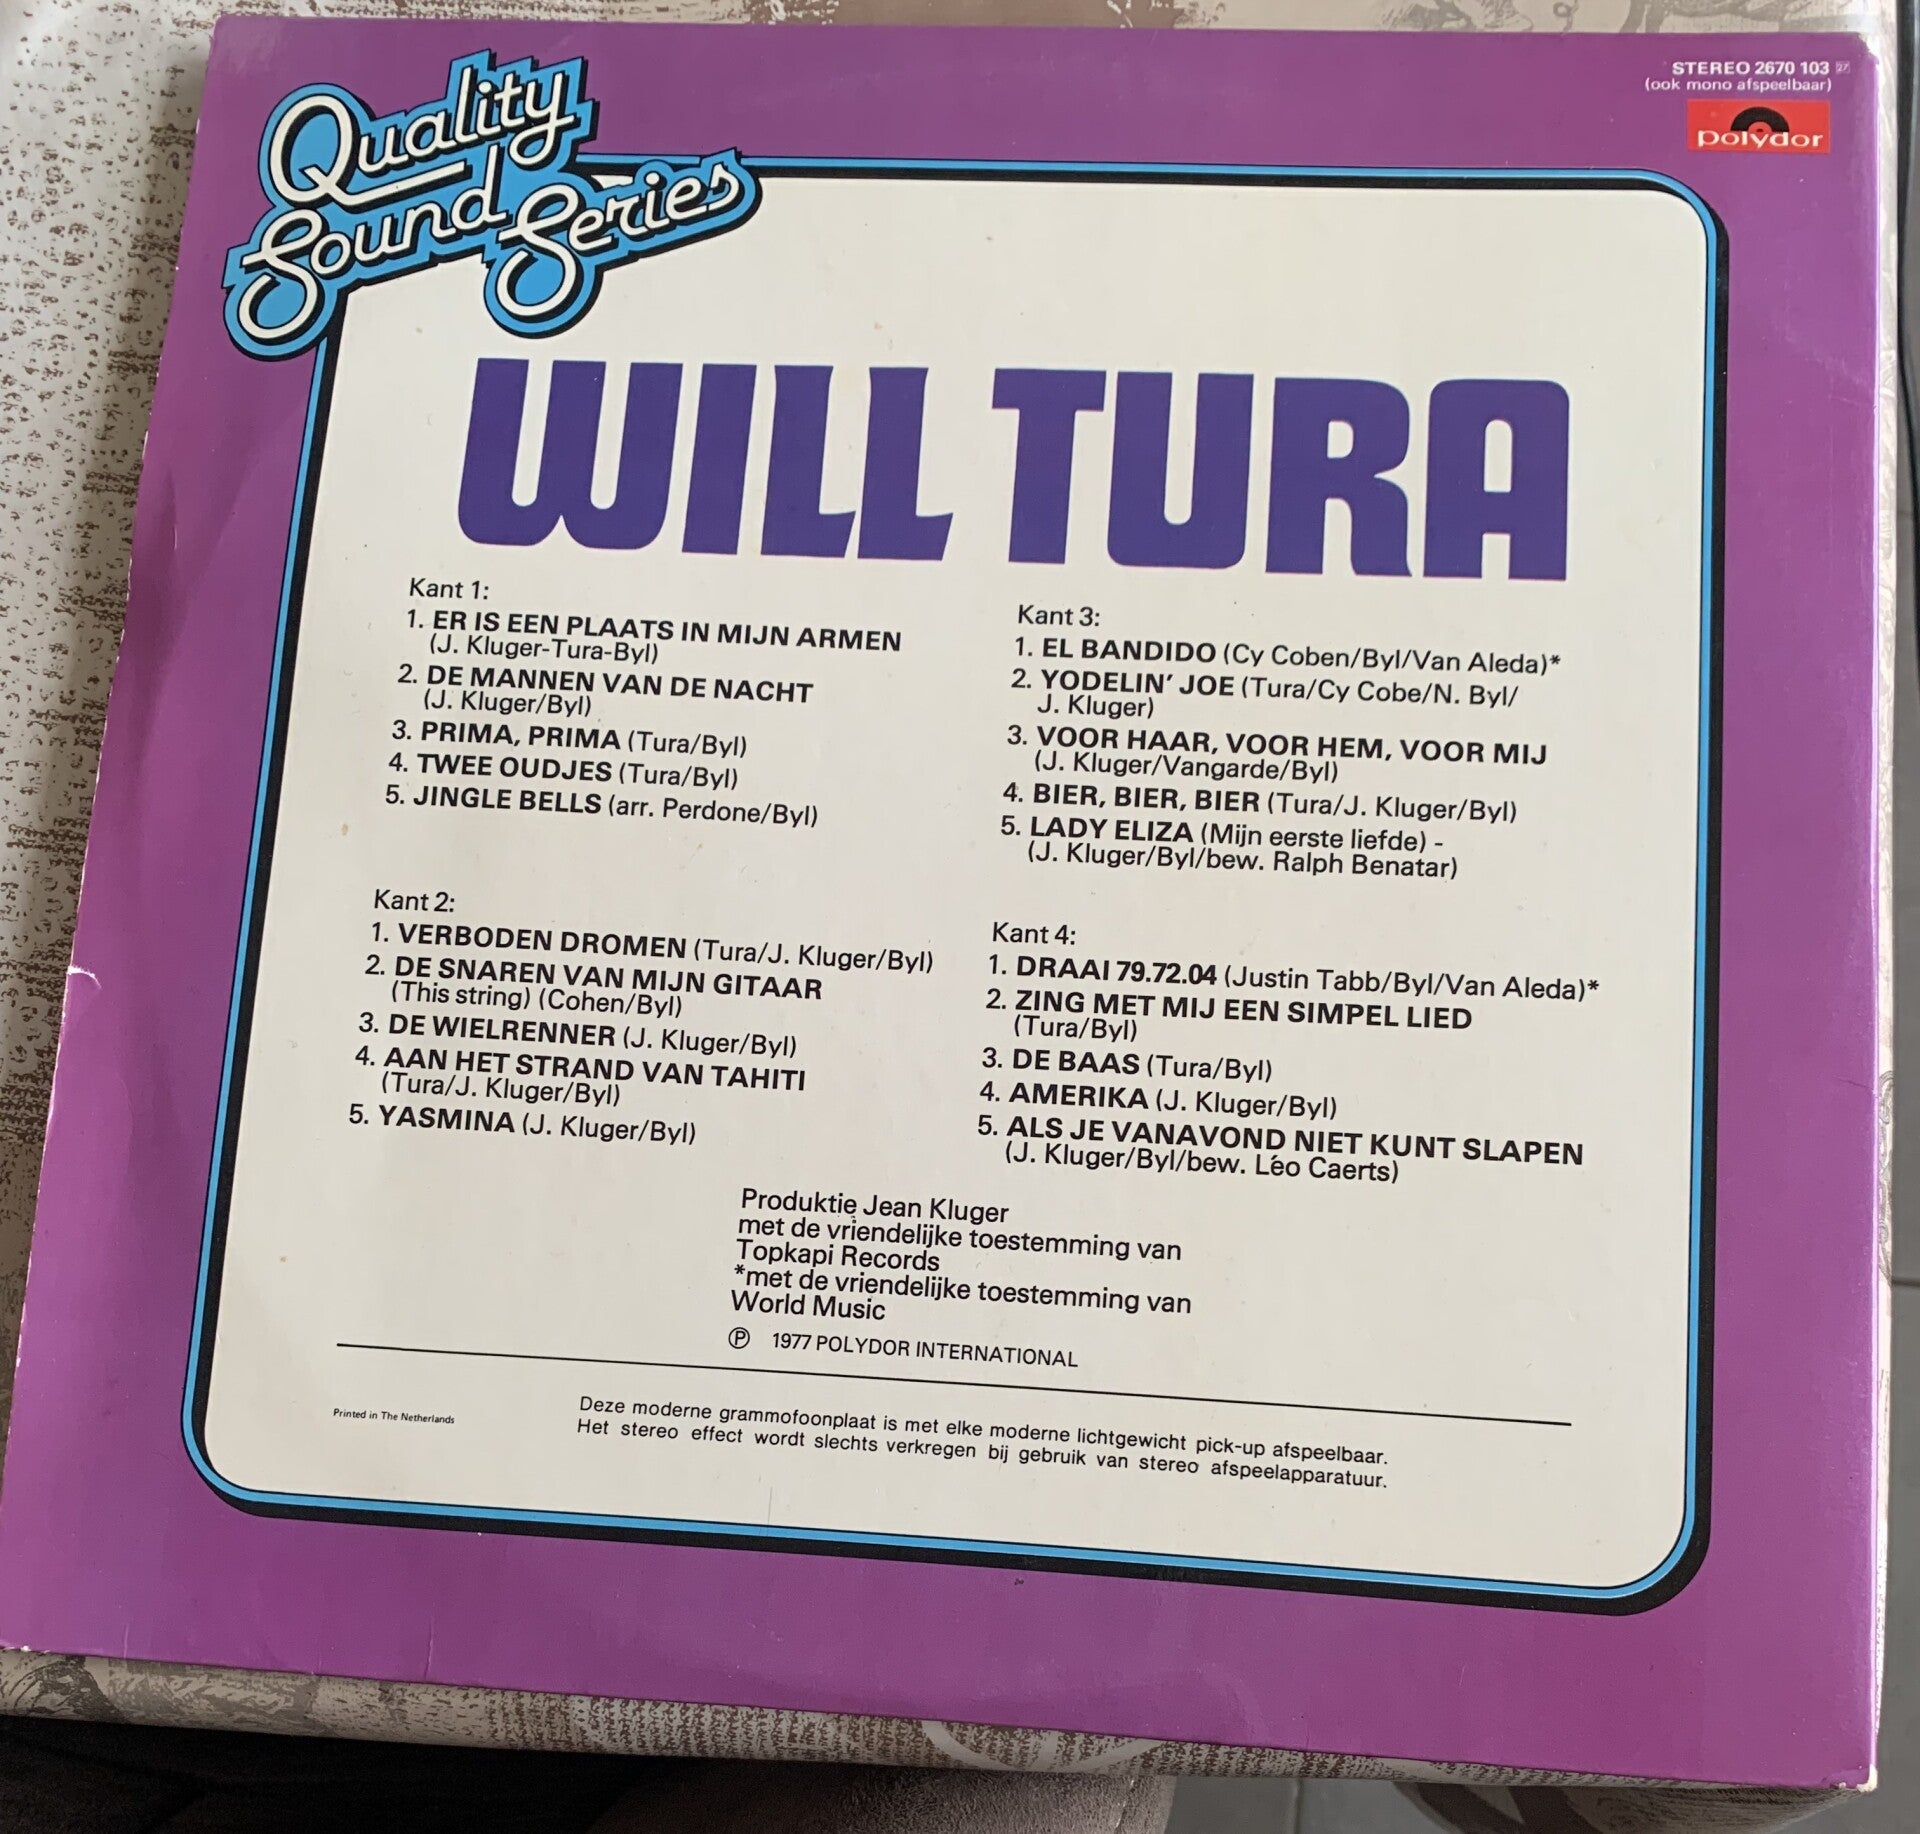 Quality
Sound Series
STEREO 2670 103 27
(ook mono afspeelbaar)
polydor
WILL TURA
Kant 1:
1. ER IS EEN PLAATS IN MIJN ARMEN
(J. Kluger-Tura-Byl)
2. DE MANNEN VAN DE NACHT
(J. Kluger/Byl)
3. PRIMA, PRIMA (Tura/Byl)
4. TWEE OUDJES (Tura/Byl)
5. JINGLE BELLS (arr. Perdone/Byl)
Kant 2:
1. VERBODEN DROMEN (Tura/J. Kluger/Byl)
2. DE SNAREN VAN MIJN GITAAR
(This string) (Cohen/Byl)
3. DE WIELRENNER (J. Kluger/Byl)
4. AAN HET STRAND VAN TAHITI
(Tura/J. Kluger/Byl)
5. YASMINA (J. Kluger/Byl)
Kant 3:
1. EL BANDIDO (Cy Coben/Byl/Van Aleda)*
2. YODELIN' JOE (Tura/Cy Cobe/N. Byl/
J. Kluger)
3. VOOR HAAR, VOOR HEM, VOOR MIJ
(J. Kluger/Vangarde/Byl)
4. BIER, BIER, BIER (Tura/J. Kluger/Byl)
5. LADY ELIZA (Mijn eerste liefde) -
(J. Kluger/Byl/bew. Ralph Benatar)
Kant 4:
1. DRAAI 79.72.04 (Justin Tabb/Byl/Van Aleda)*
2. ZING MET MIJ EEN SIMPEL LIED
(Tura/Byl)
3. DE BAAS (Tura/Byl)
4. AMERIKA (J. Kluger/Byl)
5. ALS JE VANAVOND NIET KUNT SLAPEN
(J. Kluger/Byl/bew. Léo Caerts)
Produktie Jean Kluger
met de vriendelijke toestemming van
Topkapi Records
*met de vriendelijke toestemming van
World Music
Ⓟ 1977 POLYDOR INTERNATIONAL
Printed in The Netherlands
Deze moderne grammofoonplaat is met elke moderne lichtgewicht pick-up afspeelbaar.
Het stereo effect wordt slechts verkregen bij gebruik van stereo afspeelapparatuur.